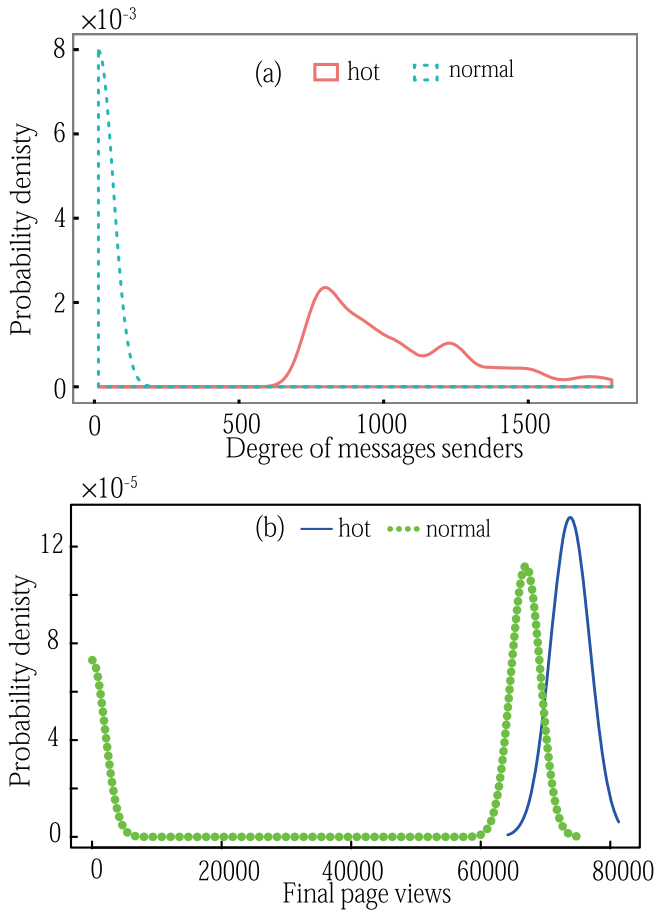 ×10⁻³
(a) hot normal
8
6
4
2
0
Probability denisty
0 500 1000 1500
Degree of messages senders
×10⁻⁵
(b) hot normal
12
8
4
0
Probability denisty
0 20000 40000 60000 80000
Final page views